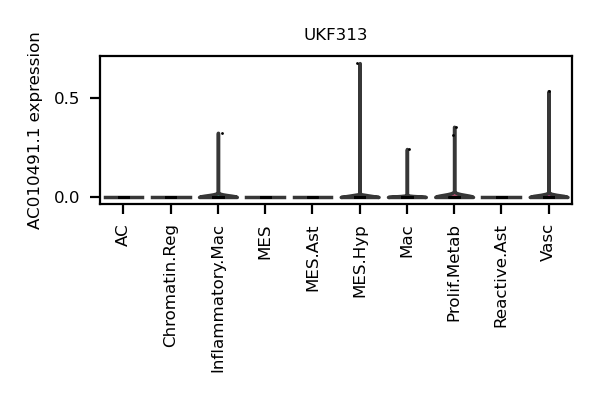 UKF313
AC010491.1 expression
0.5
0.0
AC
Chromatin.Reg
Inflammatory.Mac
MES
MES.Ast
MES.Hyp
Mac
Prolif.Metab
Reactive.Ast
Vasc